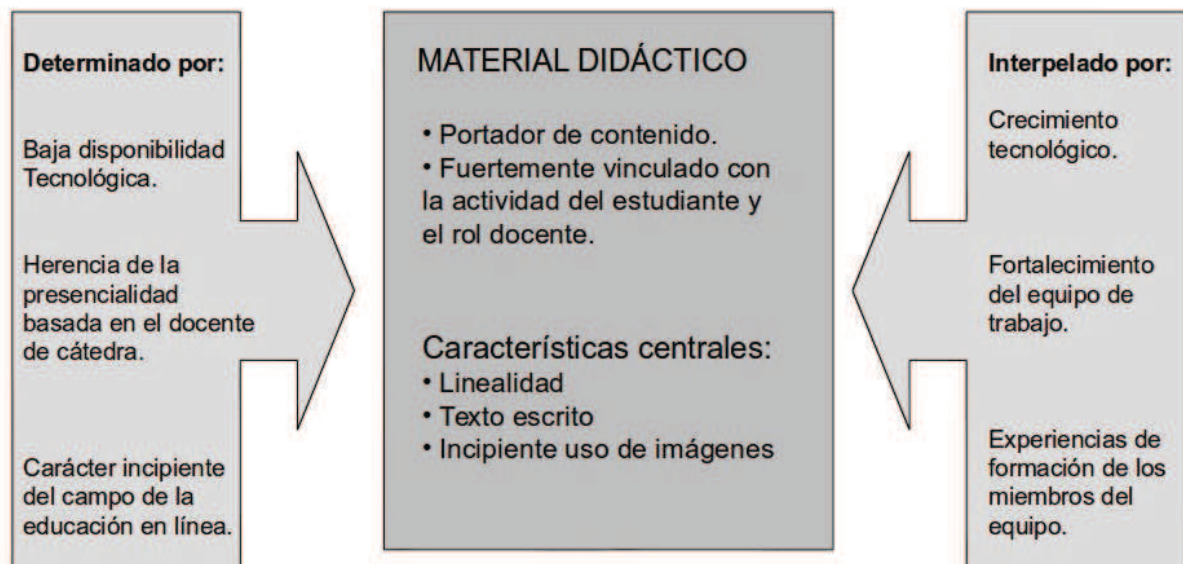 Determinado por:
Baja disponibilidad
Tecnológica.
Herencia de la
presencialidad
basada en el docente
de cátedra.
Carácter incipiente
del campo de la
educación en línea.
MATERIAL DIDÁCTICO
• Portador de contenido.
• Fuertemente vinculado con
la actividad del estudiante y
el rol docente.
Características centrales:
• Linealidad
• Texto escrito
• Incipiente uso de imágenes
Interpelado por:
Crecimiento
tecnológico.
Fortalecimiento
del equipo de
trabajo.
Experiencias de
formación de los
miembros del
equipo.